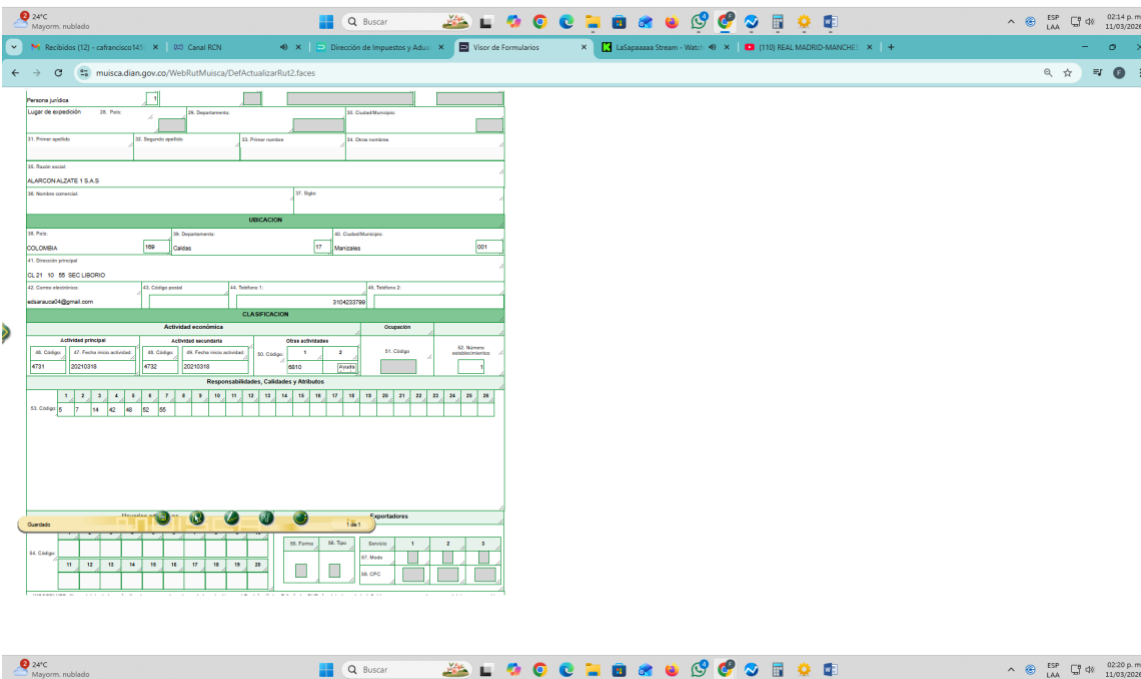 2 24°C
Mayorm. nublado
Buscar
ESP
LAA
02:14 p. m.
11/03/2026
Recibidos (12) - cafrancisco145
Canal RCN
Dirección de Impuestos y Adua
Visor de Formularios
LaSapaaaaa Stream - Watch
(110) REAL MADRID-MANCHES
muisca.dian.gov.co/WebRutMuisca/DefActualizarRut2.faces
Persona jurídica 1
Lugar de expedición 28. País: 29. Departamento: 30. Ciudad/Municipio:
31. Primer apellido 32. Segundo apellido 33. Primer nombre 34. Otros nombres
35. Razón social:
ALARCON ALZATE 1 S.A.S
36. Nombre comercial: 37. Sigla:
UBICACION
38. País: 39. Departamento: 40. Ciudad/Municipio:
COLOMBIA 169 Caldas 17 Manizales 001
41. Dirección principal
CL 21 10 55 SEC LIBORIO
42. Correo electrónico: 43. Código postal 44. Teléfono 1: 45. Teléfono 2:
edsarauca04@gmail.com 3104233799
CLASIFICACION
Actividad económica Ocupación
Actividad principal Actividad secundaria Otras actividades
46. Código: 47. Fecha inicio actividad: 48. Código: 49. Fecha inicio actividad: 50. Código: 1 2 51. Código 52. Número establecimientos
4731 20210318 4732 20210318 6810 1
Responsabilidades, Calidades y Atributos
1 2 3 4 5 6 7 8 9 10 11 12 13 14 15 16 17 18 19 20 21 22 23 24 25 26
53. Código: 5 7 14 42 48 52 55
Exportadores
Guardado 1 de 1
55. Forma 56. Tipo Servicio 1 2 3
54. Código:
57. Modo
11 12 13 14 15 16 17 18 19 20
58. CPC
2 24°C
Mayorm. nublado
Buscar
ESP
LAA
02:20 p. m.
11/03/2026